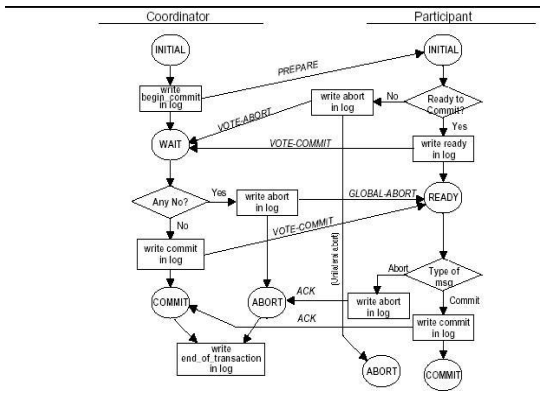 Coordinator
Participant
INITIAL
INITIAL
PREPARE
write
begin_commit
in log
write abort
in log
No
Ready to
Commit?
VOTE-ABORT
Yes
WAIT
VOTE-COMMIT
write ready
in log
Any No?
Yes
write abort
in log
GLOBAL-ABORT
READY
No
VOTE-COMMIT
write commit
in log
(Unilateral abort)
Abort
Type of
msg
COMMIT
ABORT
ACK
write abort
in log
Commit
ACK
write commit
in log
write
end_of_transaction
in log
ABORT
COMMIT